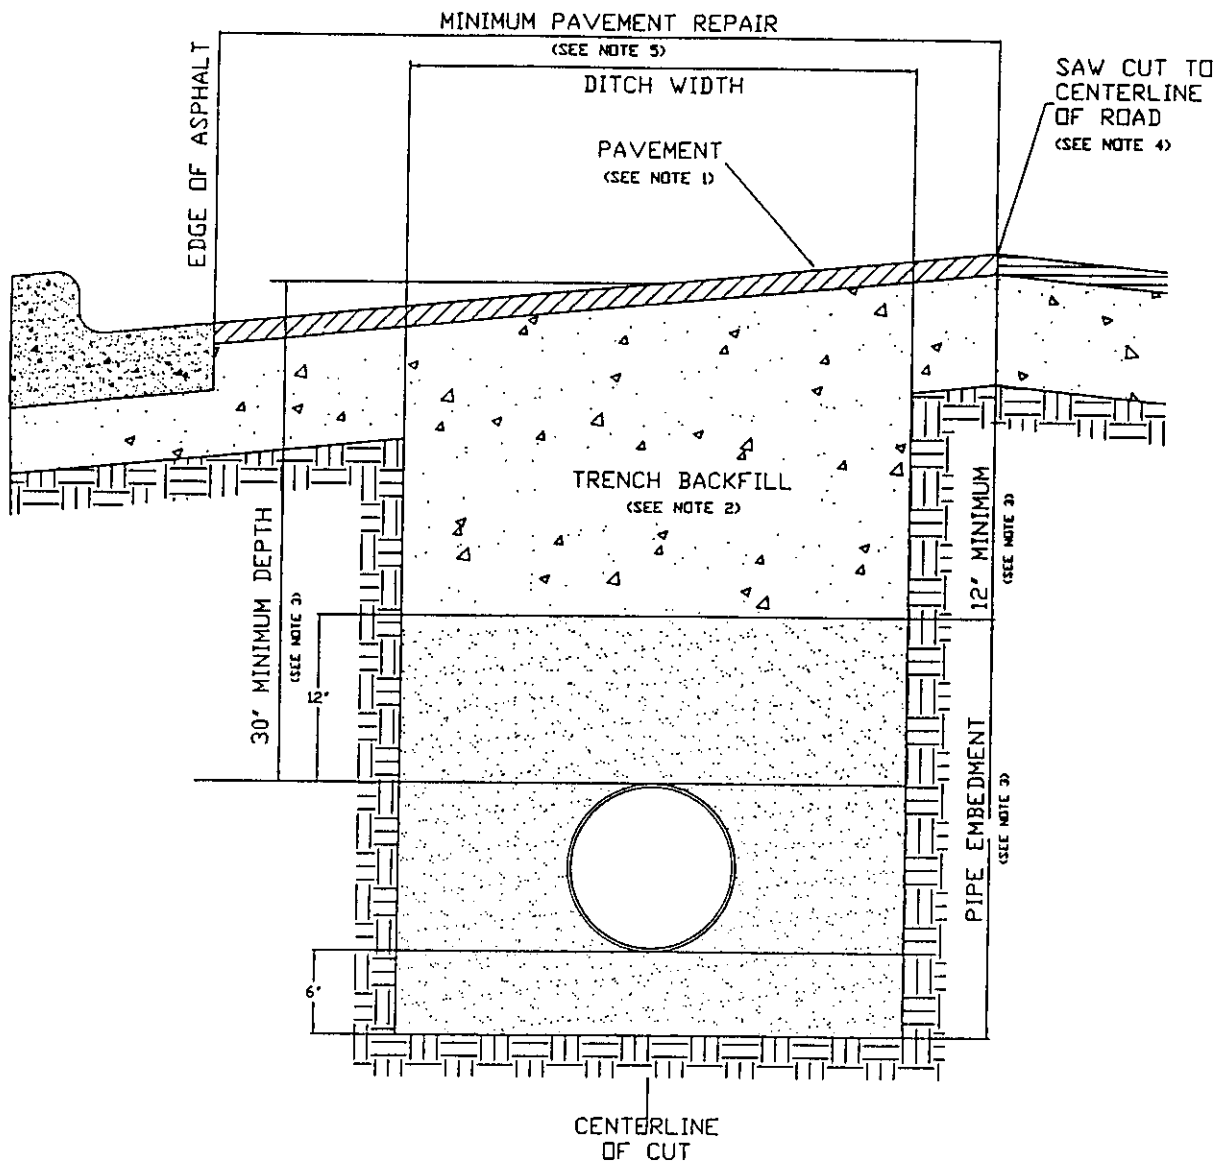 MINIMUM PAVEMENT REPAIR
(SEE NOTE 5)
DITCH WIDTH
SAW CUT TO
CENTERLINE
OF ROAD
(SEE NOTE 4)
EDGE OF ASPHALT
PAVEMENT
(SEE NOTE 1)
TRENCH BACKFILL
(SEE NOTE 2)
30" MINIMUM DEPTH
(SEE NOTE 3)
12" MINIMUM
(SEE NOTE 3)
12"
PIPE EMBEDMENT
(SEE NOTE 3)
6"
CENTERLINE
OF CUT